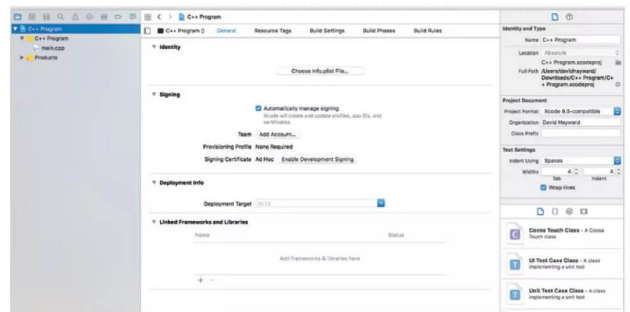 C++ Program
C++ Program
C++ Program
main.cpp
Products
C++ Program
General
Resource Tags
Build Settings
Build Phases
Build Rules
Identity
Choose Info.plist File...
Signing
Automatically manage signing
Xcode will create and update profiles, app IDs, and
certificates.
Team
Add Account...
Provisioning Profile None Required
Signing Certificate Ad Hoc Enable Development Signing
Deployment Info
Deployment Target
Linked Frameworks and Libraries
Name
Status
Add frameworks & libraries here
Identity and Type
Name C++ Program
Location Absolute
C++ Program.xcodeproj
Full Path /Users/davidhayward/
Downloads/C++ Program/C+
+ Program.xcodeproj
Project Document
Project Format Xcode 8.0-compatible
Organization David Hayward
Class Prefix
Text Settings
Indent Using Spaces
Widths 4 4
Tab Indent
Wrap lines
Cocoa Touch Class - A Cocoa
Touch class
UI Test Case Class - A class
implementing a unit test
Unit Test Case Class - A class
implementing a unit test